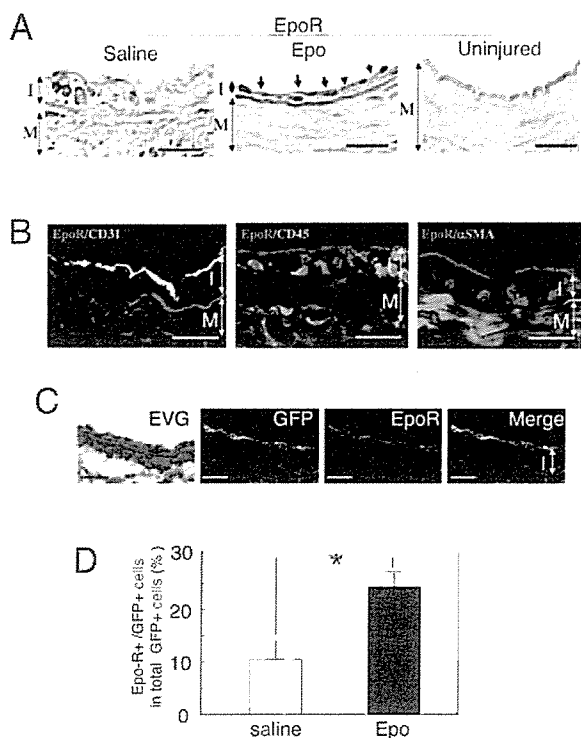 A
EpoR
Saline
Epo
Uninjured
I
M
I
M
M
B
EpoR/CD31
I
M
EpoR/CD45
I
M
EpoR/αSMA
I
M
C
EVG
GFP
EpoR
Merge
I
D
Epo-R+/GFP+ cells
in total GFP+ cells (%)
30
20
10
0
*
saline
Epo